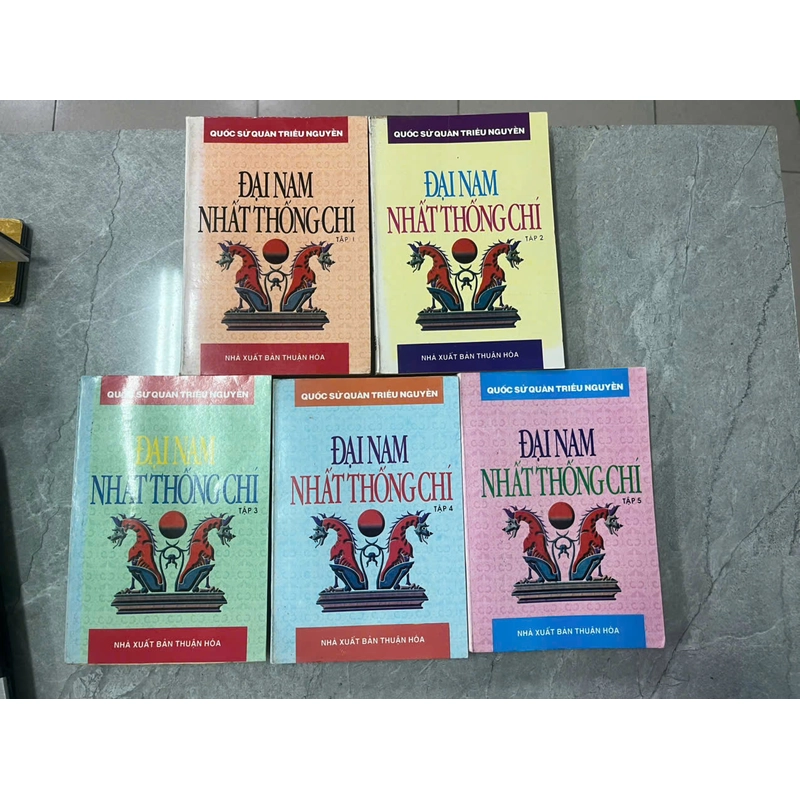 QUỐC SỬ QUÁN TRIỀU NGUYỄN
ĐẠI NAM
NHẤT THỐNG CHÍ
TẬP 1
NHÀ XUẤT BẢN THUẬN HÓA
QUỐC SỬ QUÁN TRIỀU NGUYỄN
ĐẠI NAM
NHẤT THỐNG CHÍ
TẬP 2
NHÀ XUẤT BẢN THUẬN HÓA
QUỐC SỬ QUÁN TRIỀU NGUYỄN
ĐẠI NAM
NHẤT THỐNG CHÍ
TẬP 3
NHÀ XUẤT BẢN THUẬN HÓA
QUỐC SỬ QUÁN TRIỀU NGUYỄN
ĐẠI NAM
NHẤT THỐNG CHÍ
TẬP 4
NHÀ XUẤT BẢN THUẬN HÓA
QUỐC SỬ QUÁN TRIỀU NGUYỄN
ĐẠI NAM
NHẤT THỐNG CHÍ
TẬP 5
NHÀ XUẤT BẢN THUẬN HÓA